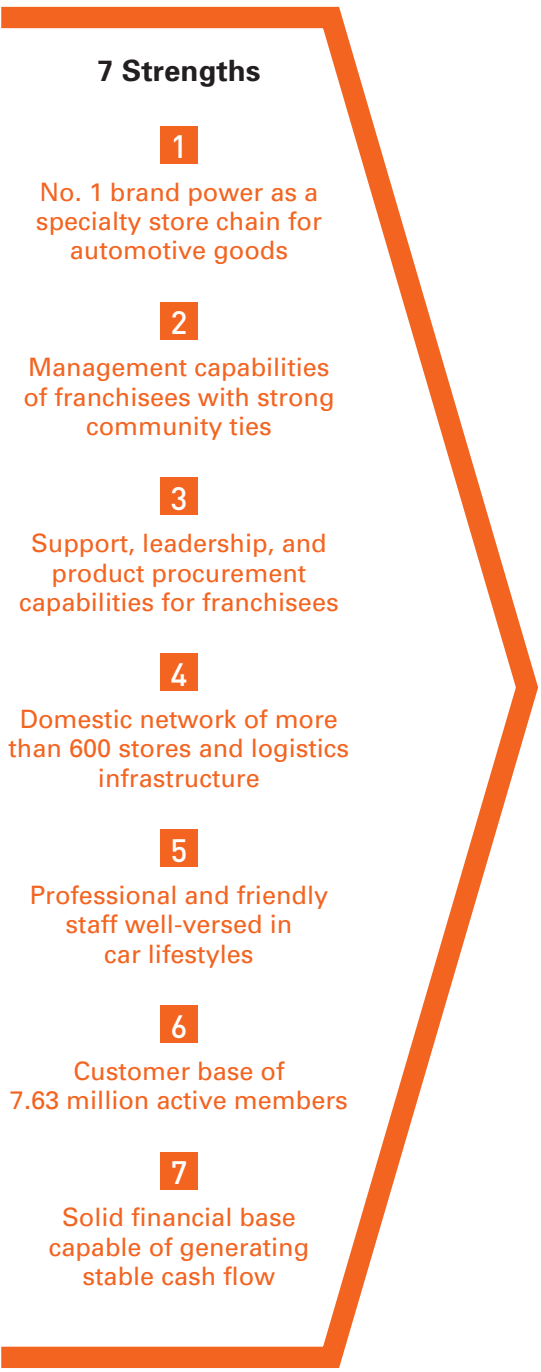 7 Strengths
1
No. 1 brand power as a
specialty store chain for
automotive goods
2
Management capabilities
of franchisees with strong
community ties
3
Support, leadership, and
product procurement
capabilities for franchisees
4
Domestic network of more
than 600 stores and logistics
infrastructure
5
Professional and friendly
staff well-versed in
car lifestyles
6
Customer base of
7.63 million active members
7
Solid financial base
capable of generating
stable cash flow